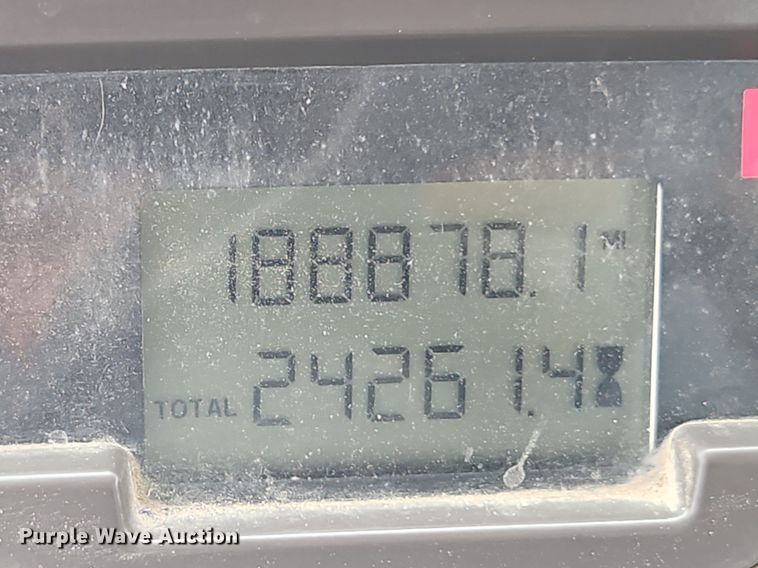 188878.1 MI
TOTAL 24261.4
Purple Wave Auction